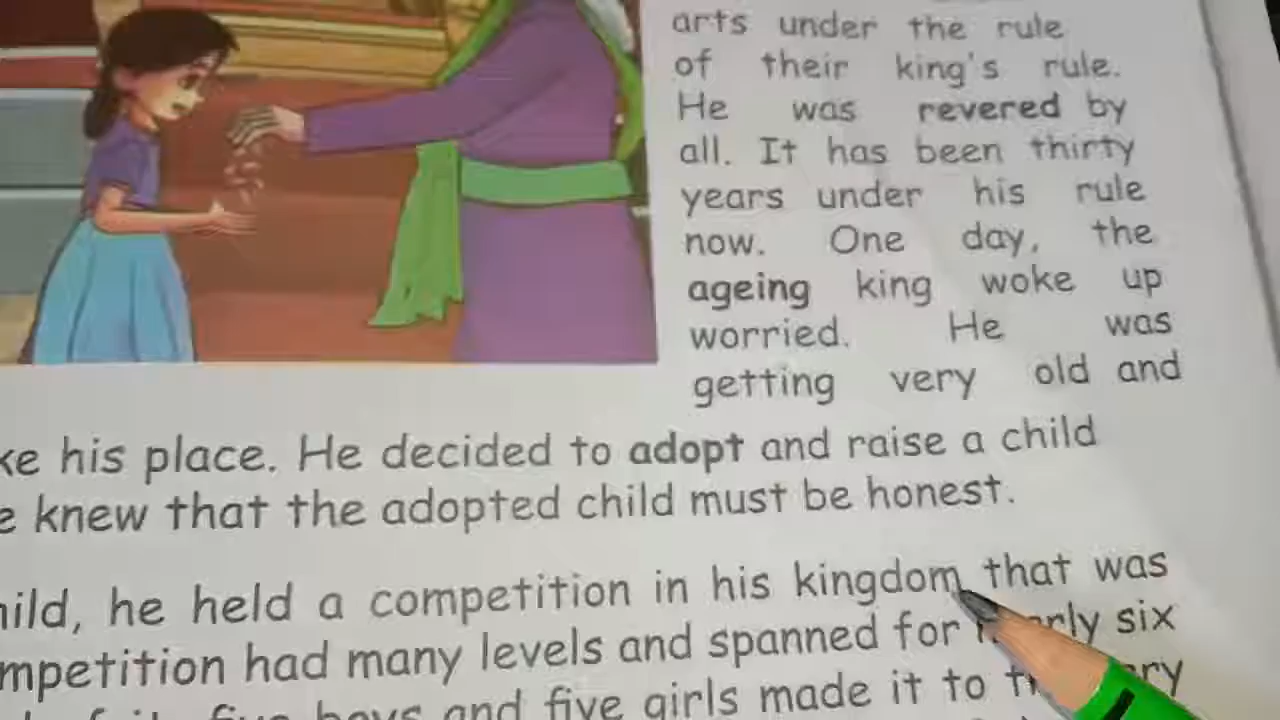 arts under the rule
of their king's rule.
He was revered by
all. It has been thirty
years under his rule
now. One day, the
ageing king woke up
worried. He was
getting very old and
his place. He decided to adopt and raise a child
knew that the adopted child must be honest.
he held a competition in his kingdom that was
had many levels and spanned for nearly six
five boys and five girls made it to